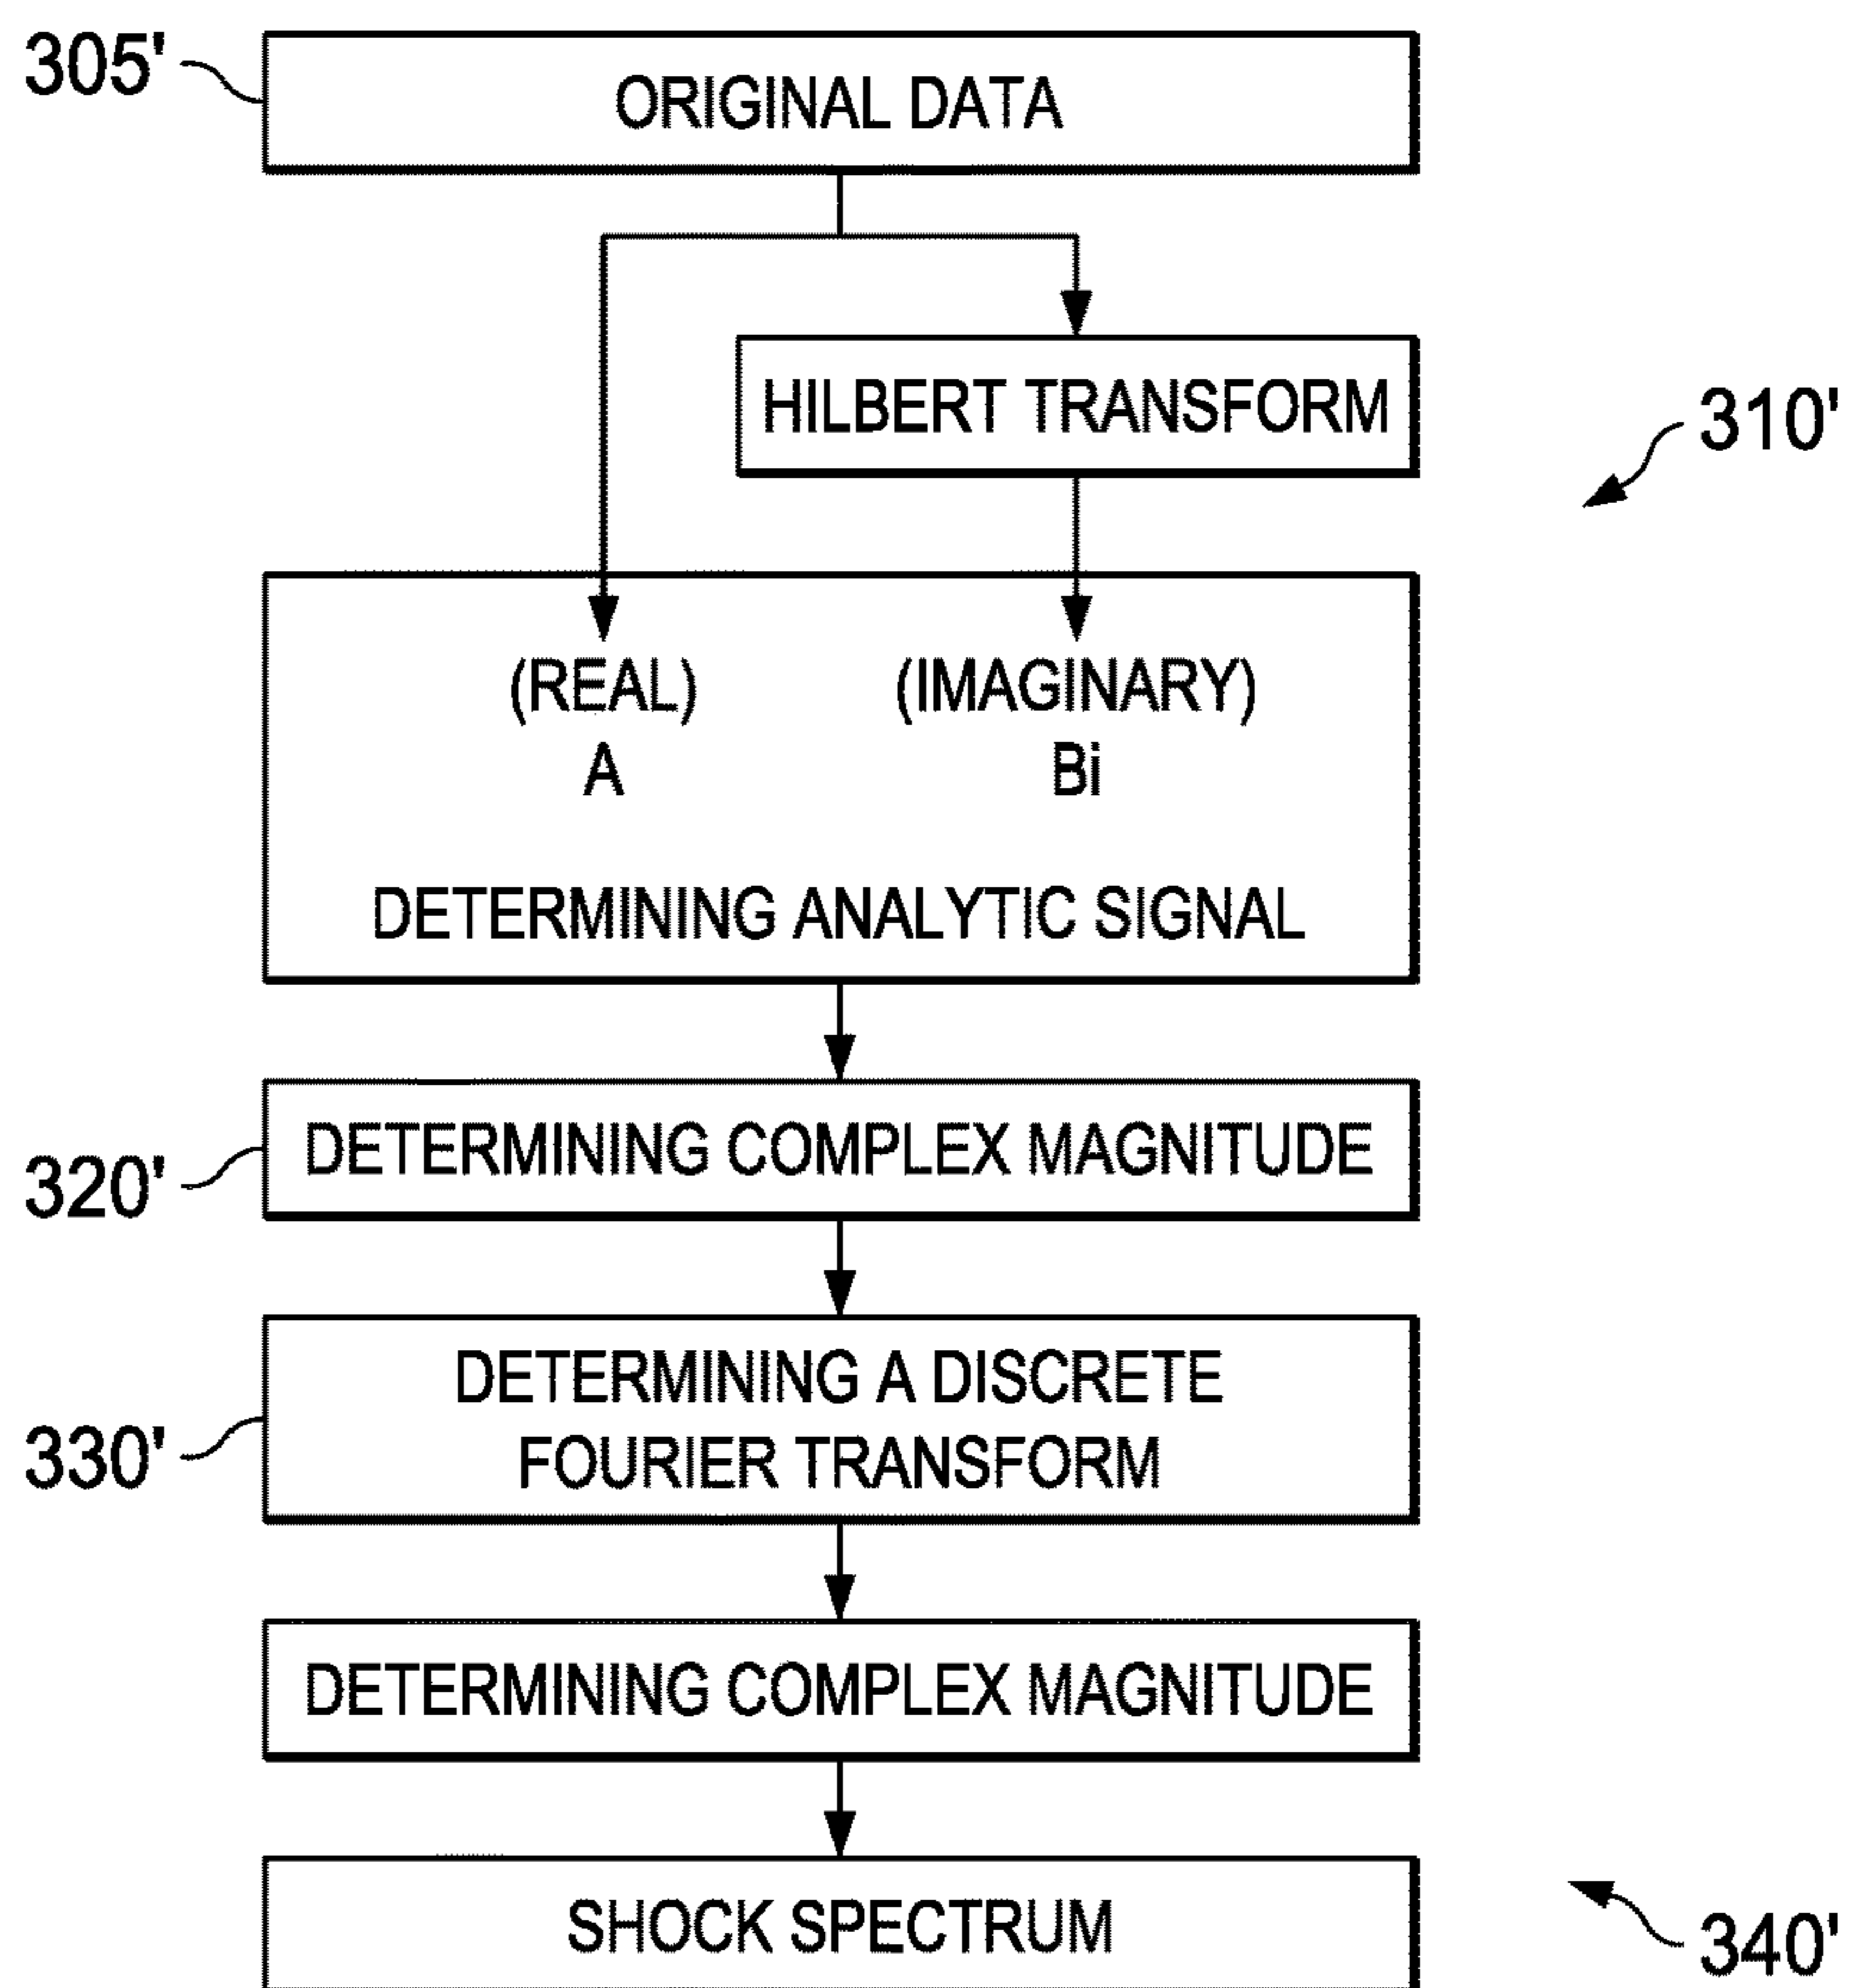 305'
ORIGINAL DATA
HILBERT TRANSFORM
310'
(REAL) (IMAGINARY)
A Bi
DETERMINING ANALYTIC SIGNAL
320'
DETERMINING COMPLEX MAGNITUDE
330'
DETERMINING A DISCRETE
FOURIER TRANSFORM
DETERMINING COMPLEX MAGNITUDE
SHOCK SPECTRUM
340'